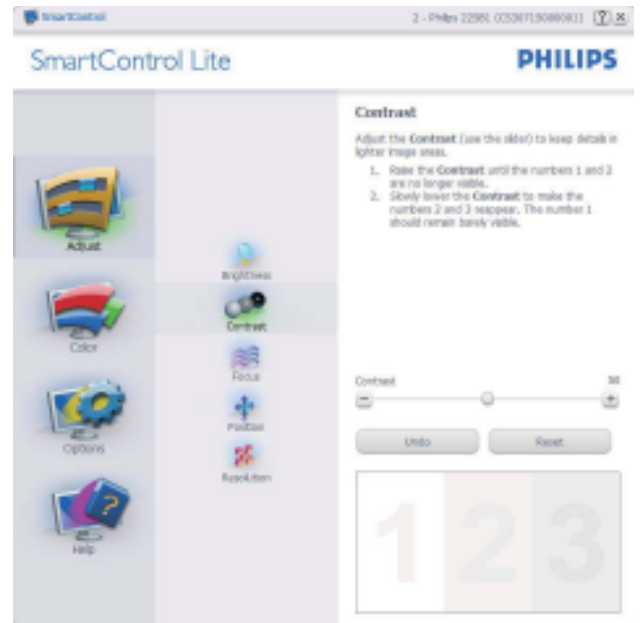 SmartControl
2 - Philips
SmartControl Lite
PHILIPS
Contrast
Adjust the Contrast (use the slider) to keep details in
lighter image areas.
1. Raise the Contrast until the numbers 1 and
are no longer visible.
2. Slowly lower the Contrast to make the
numbers 2 and 3 reappear. The number 1
should remain barely visible.
Adjust
Color
Options
Help
Brightness
Contrast
Focus
Position
Resolution
Contrast
50
Undo
Reset
1 2 3